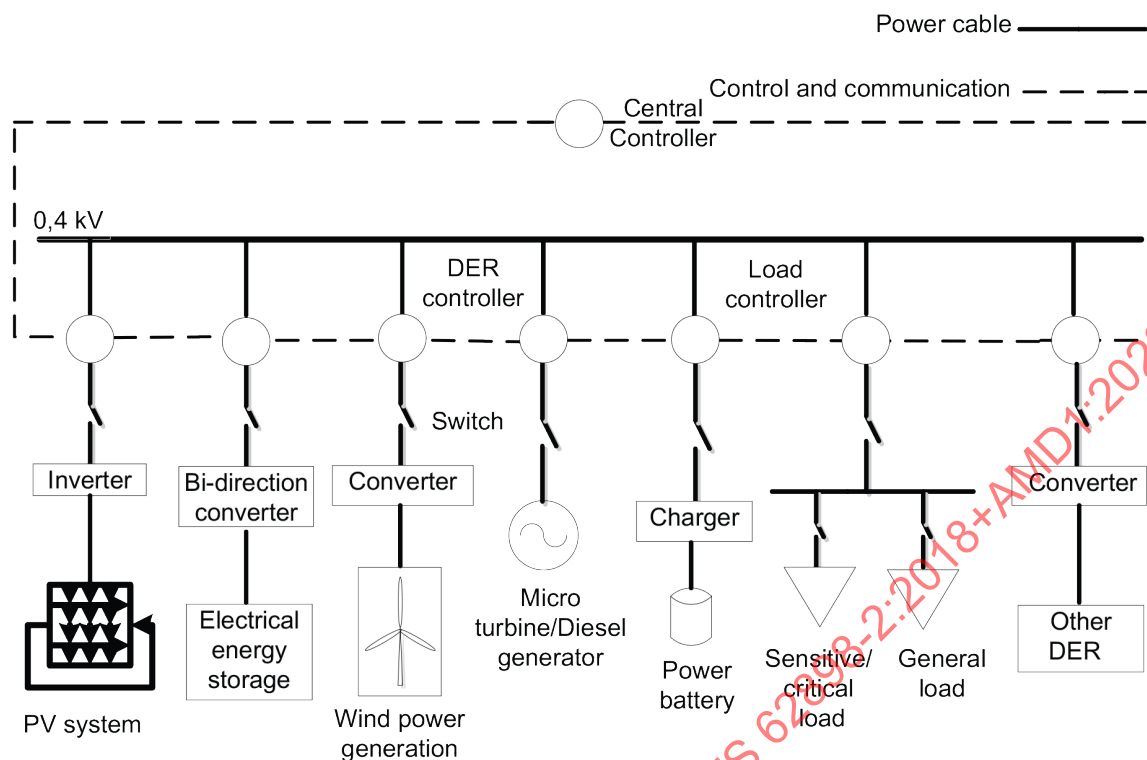 Power cable
Control and communication
Central
Controller
0,4 kV
DER
controller
Load
controller
Switch
Inverter
Bi-direction
converter
Converter
Charger
Converter
Micro
turbine/Diesel
generator
Electrical
energy
storage
Other
DER
Sensitive/
critical
load
General
load
Power
battery
PV system
Wind power
generation
62898-2:2018+AMD1:202